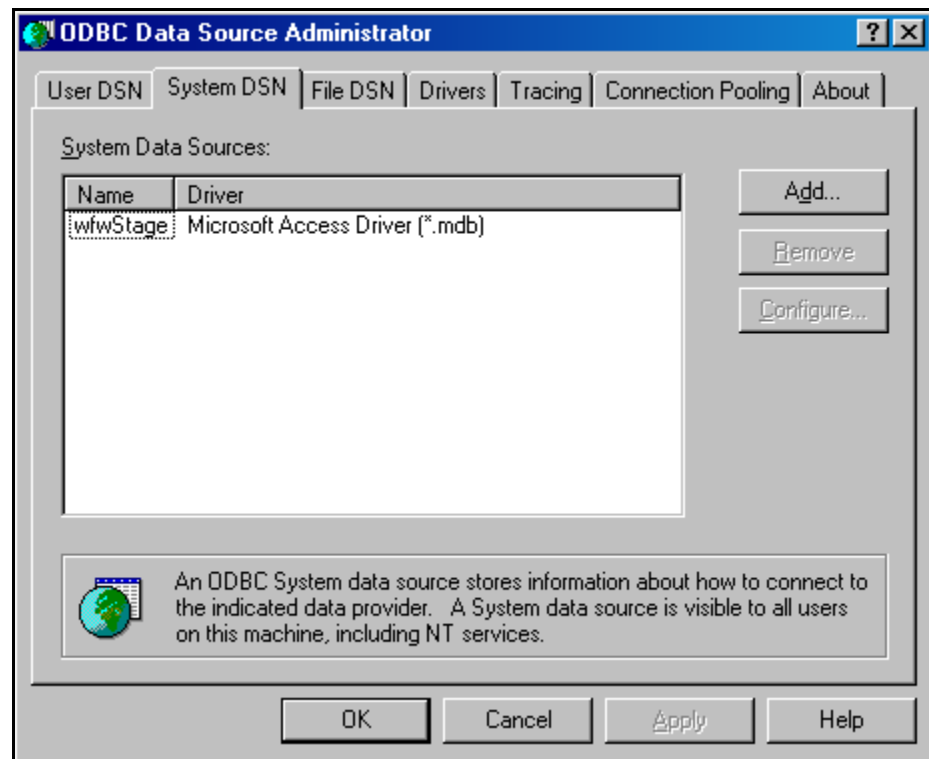 ODBC Data Source Administrator
User DSN System DSN File DSN Drivers Tracing Connection Pooling About
System Data Sources:
Name Driver
wfwStage Microsoft Access Driver (*.mdb)
Add...
Remove
Configure...
An ODBC System data source stores information about how to connect to
the indicated data provider. A System data source is visible to all users
on this machine, including NT services.
OK Cancel Apply Help